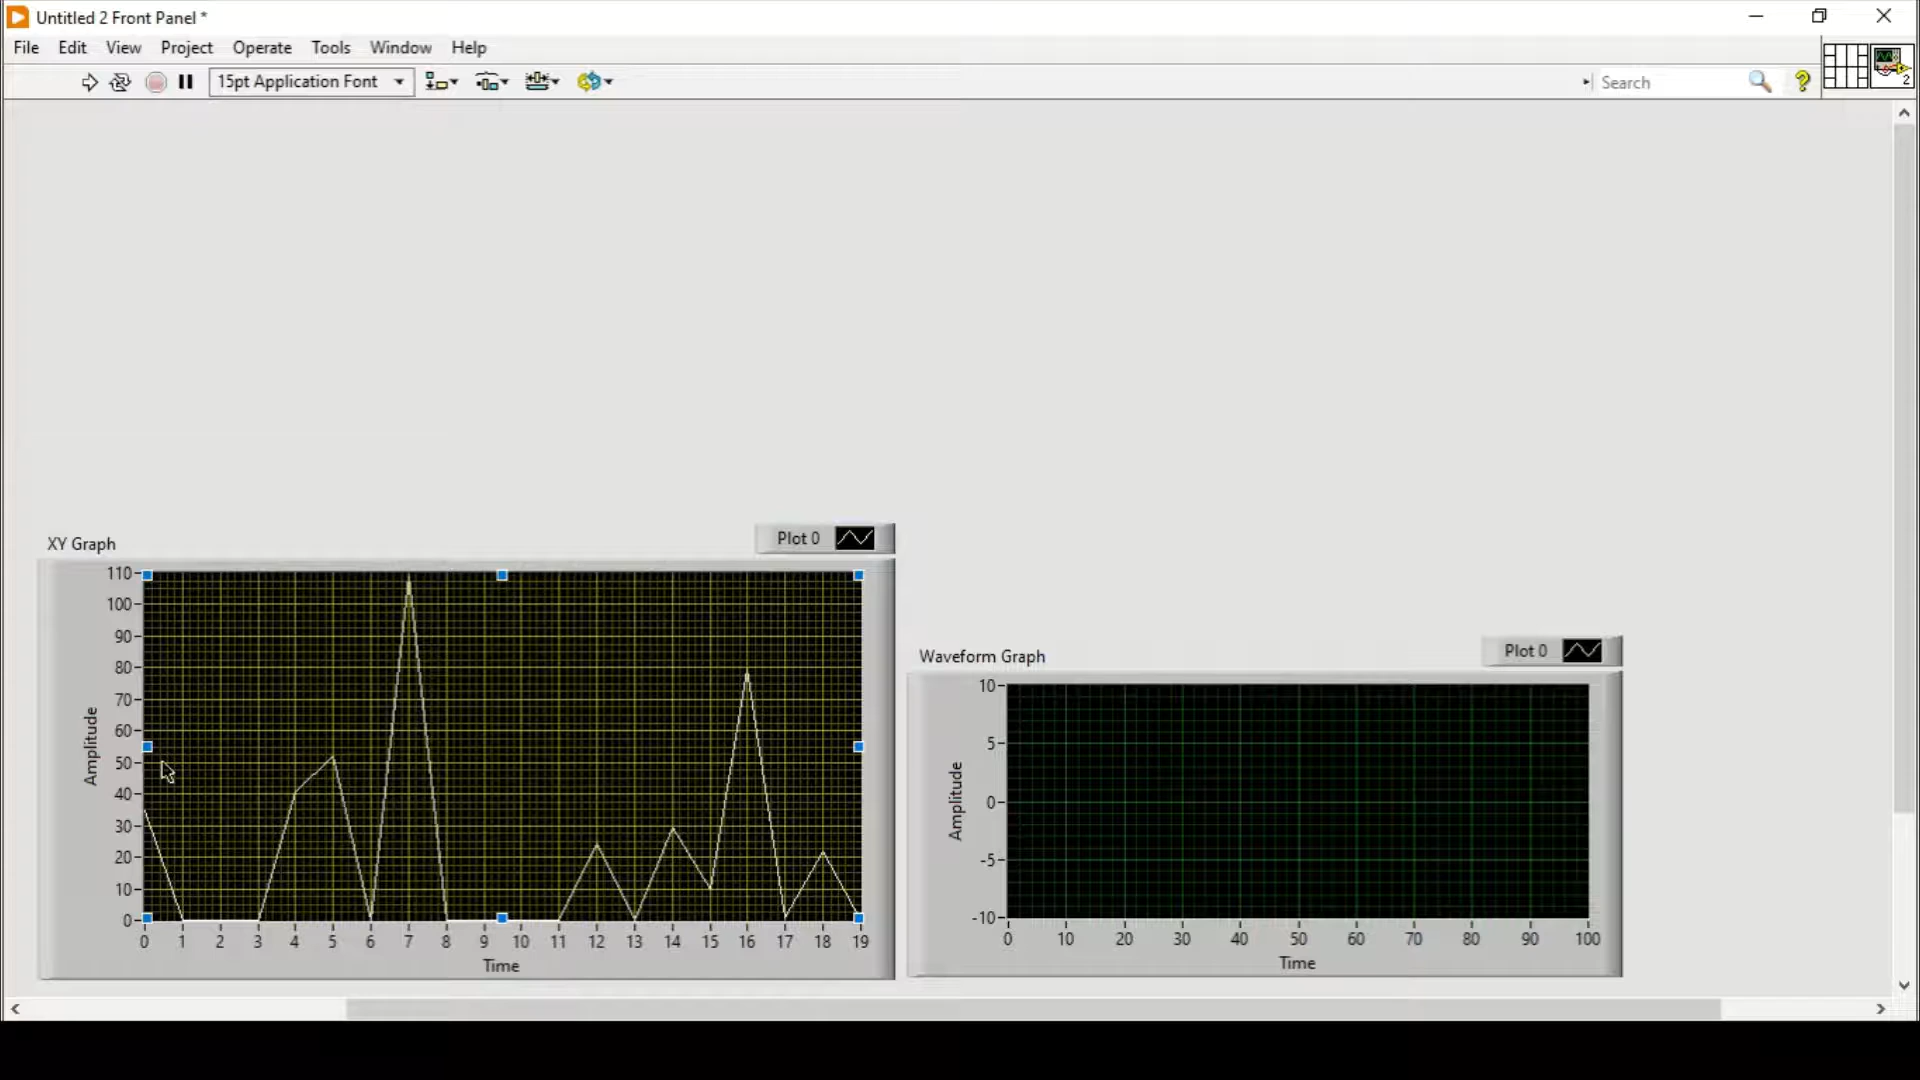 Untitled 2 Front Panel *
File Edit View Project Operate Tools Window Help
15pt Application Font
Search
?
2
XY Graph
Plot 0
110
100
90
80
70
60
50
40
30
20
10
0
Amplitude
0 1 2 3 4 5 6 7 8 9 10 11 12 13 14 15 16 17 18 19
Time
Waveform Graph
Plot 0
10
5
0
-5
-10
Amplitude
0 10 20 30 40 50 60 70 80 90 100
Time